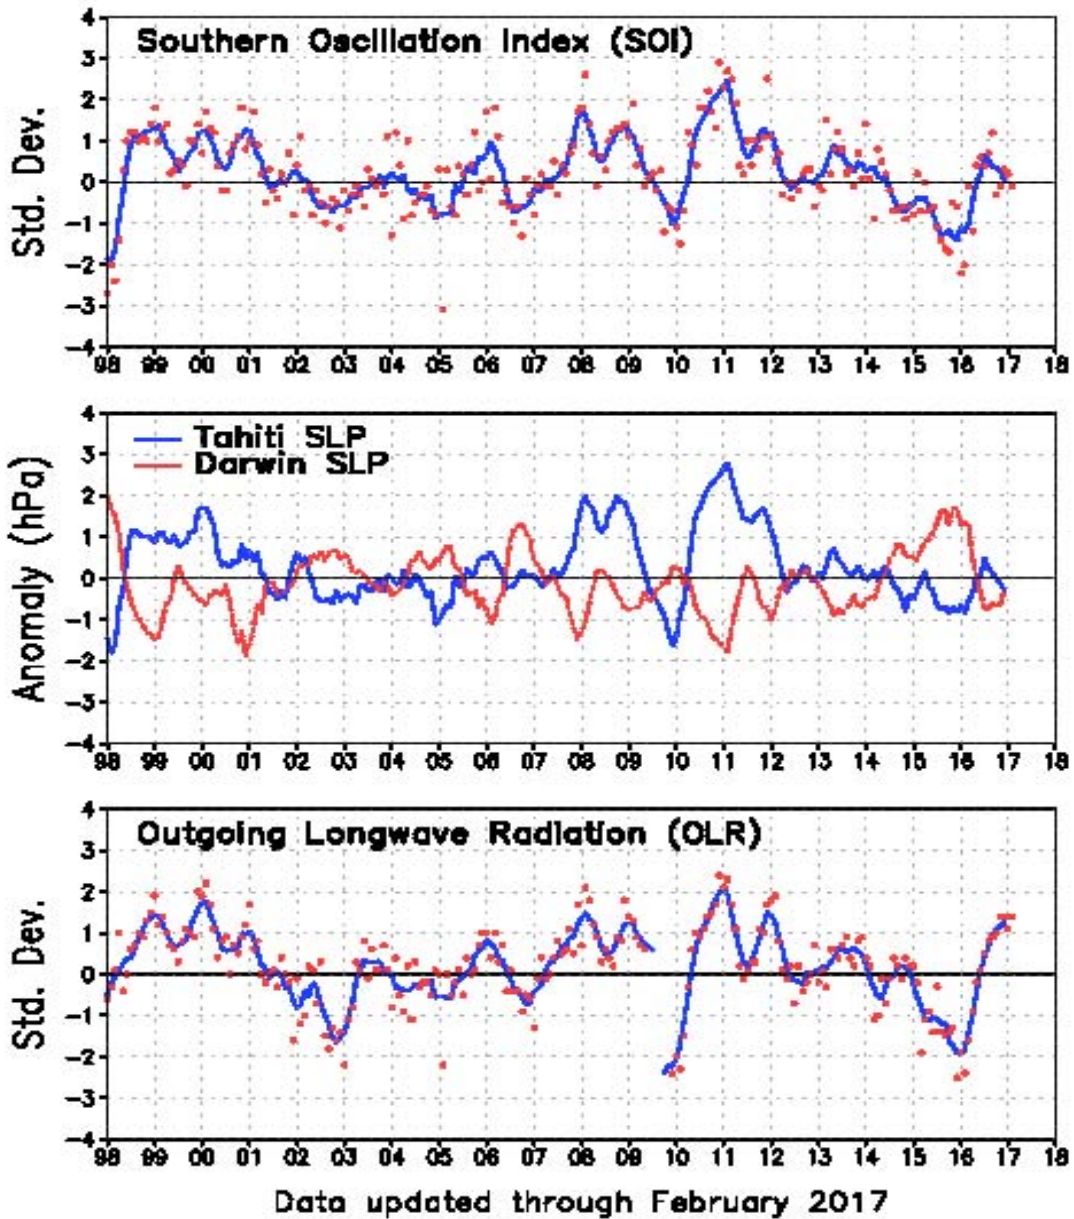 Southern Oscillation Index (SOI)
Std. Dev.
4
3
2
1
0
−1
−2
−3
−4
98 99 00 01 02 03 04 05 06 07 08 09 10 11 12 13 14 15 16 17 18
Tahiti SLP
Darwin SLP
Anomaly (hPa)
4
3
2
1
0
−1
−2
−3
−4
98 99 00 01 02 03 04 05 06 07 08 09 10 11 12 13 14 15 16 17 18
Outgoing Longwave Radiation (OLR)
Std. Dev.
4
3
2
1
0
−1
−2
−3
−4
98 99 00 01 02 03 04 05 06 07 08 09 10 11 12 13 14 15 16 17 18
Data updated through February 2017